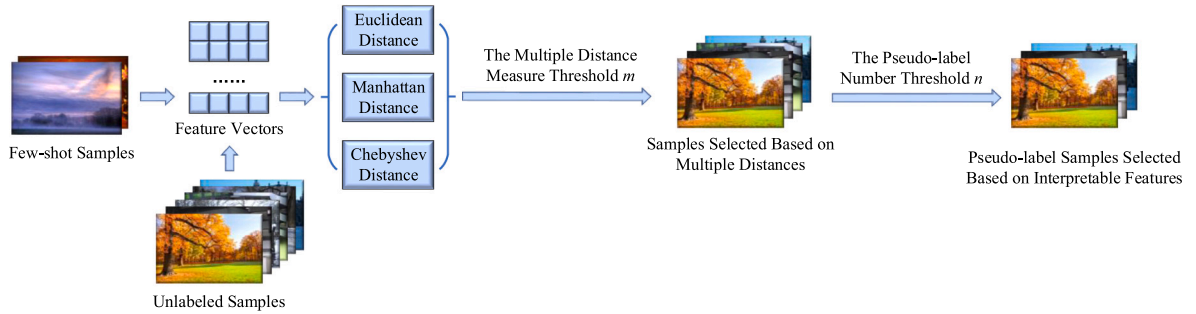 Few-shot Samples
......
Feature Vectors
Unlabeled Samples
Euclidean
Distance
Manhattan
Distance
Chebyshev
Distance
The Multiple Distance
Measure Threshold m
Samples Selected Based on
Multiple Distances
The Pseudo-label
Number Threshold n
Pseudo-label Samples Selected
Based on Interpretable Features